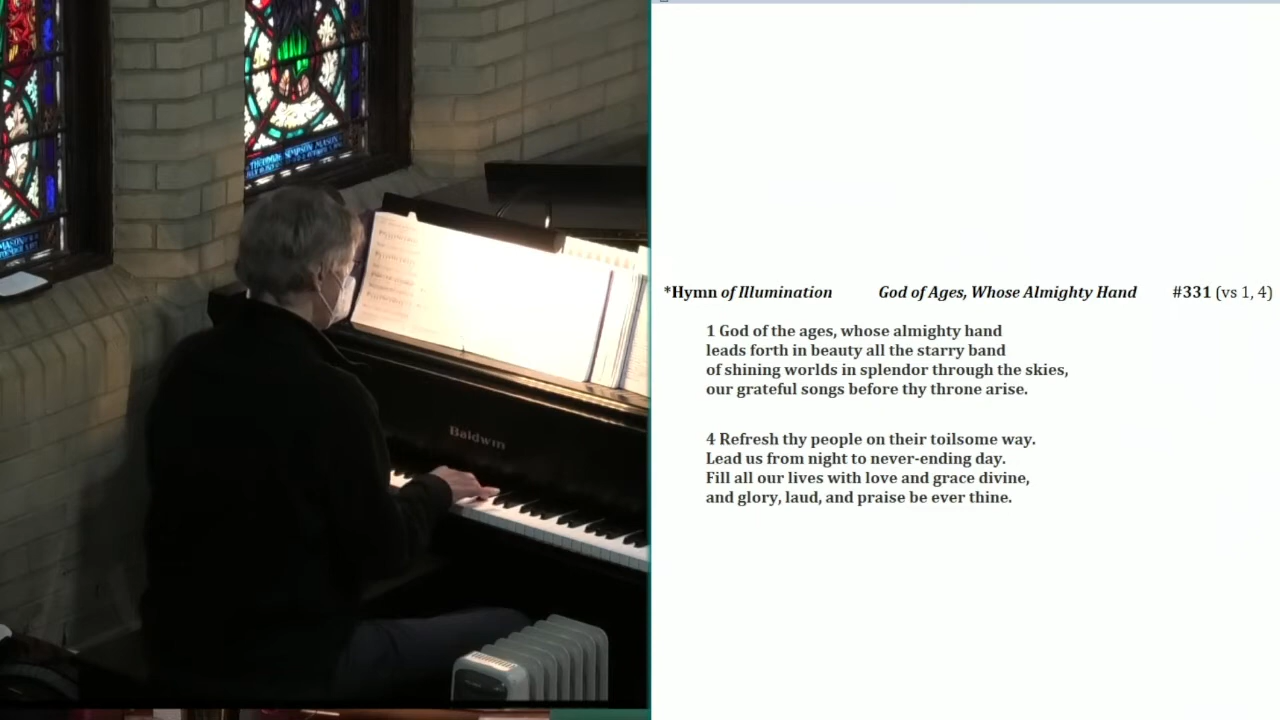 THEODORE SIMPSON MASON
MASON
Baldwin
*Hymn of Illumination God of Ages, Whose Almighty Hand #331 (vs 1, 4)
1 God of the ages, whose almighty hand
leads forth in beauty all the starry band
of shining worlds in splendor through the skies,
our grateful songs before thy throne arise.
4 Refresh thy people on their toilsome way.
Lead us from night to never-ending day.
Fill all our lives with love and grace divine,
and glory, laud, and praise be ever thine.